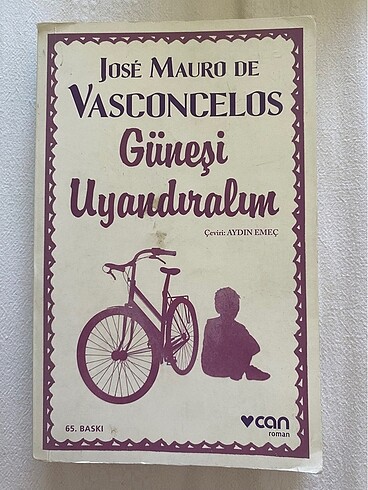 JOSÉ MAURO DE
VASCONCELOS
Güneşi
Uyandıralım
Çeviri: AYDIN EMEÇ
65. BASKI
can
roman